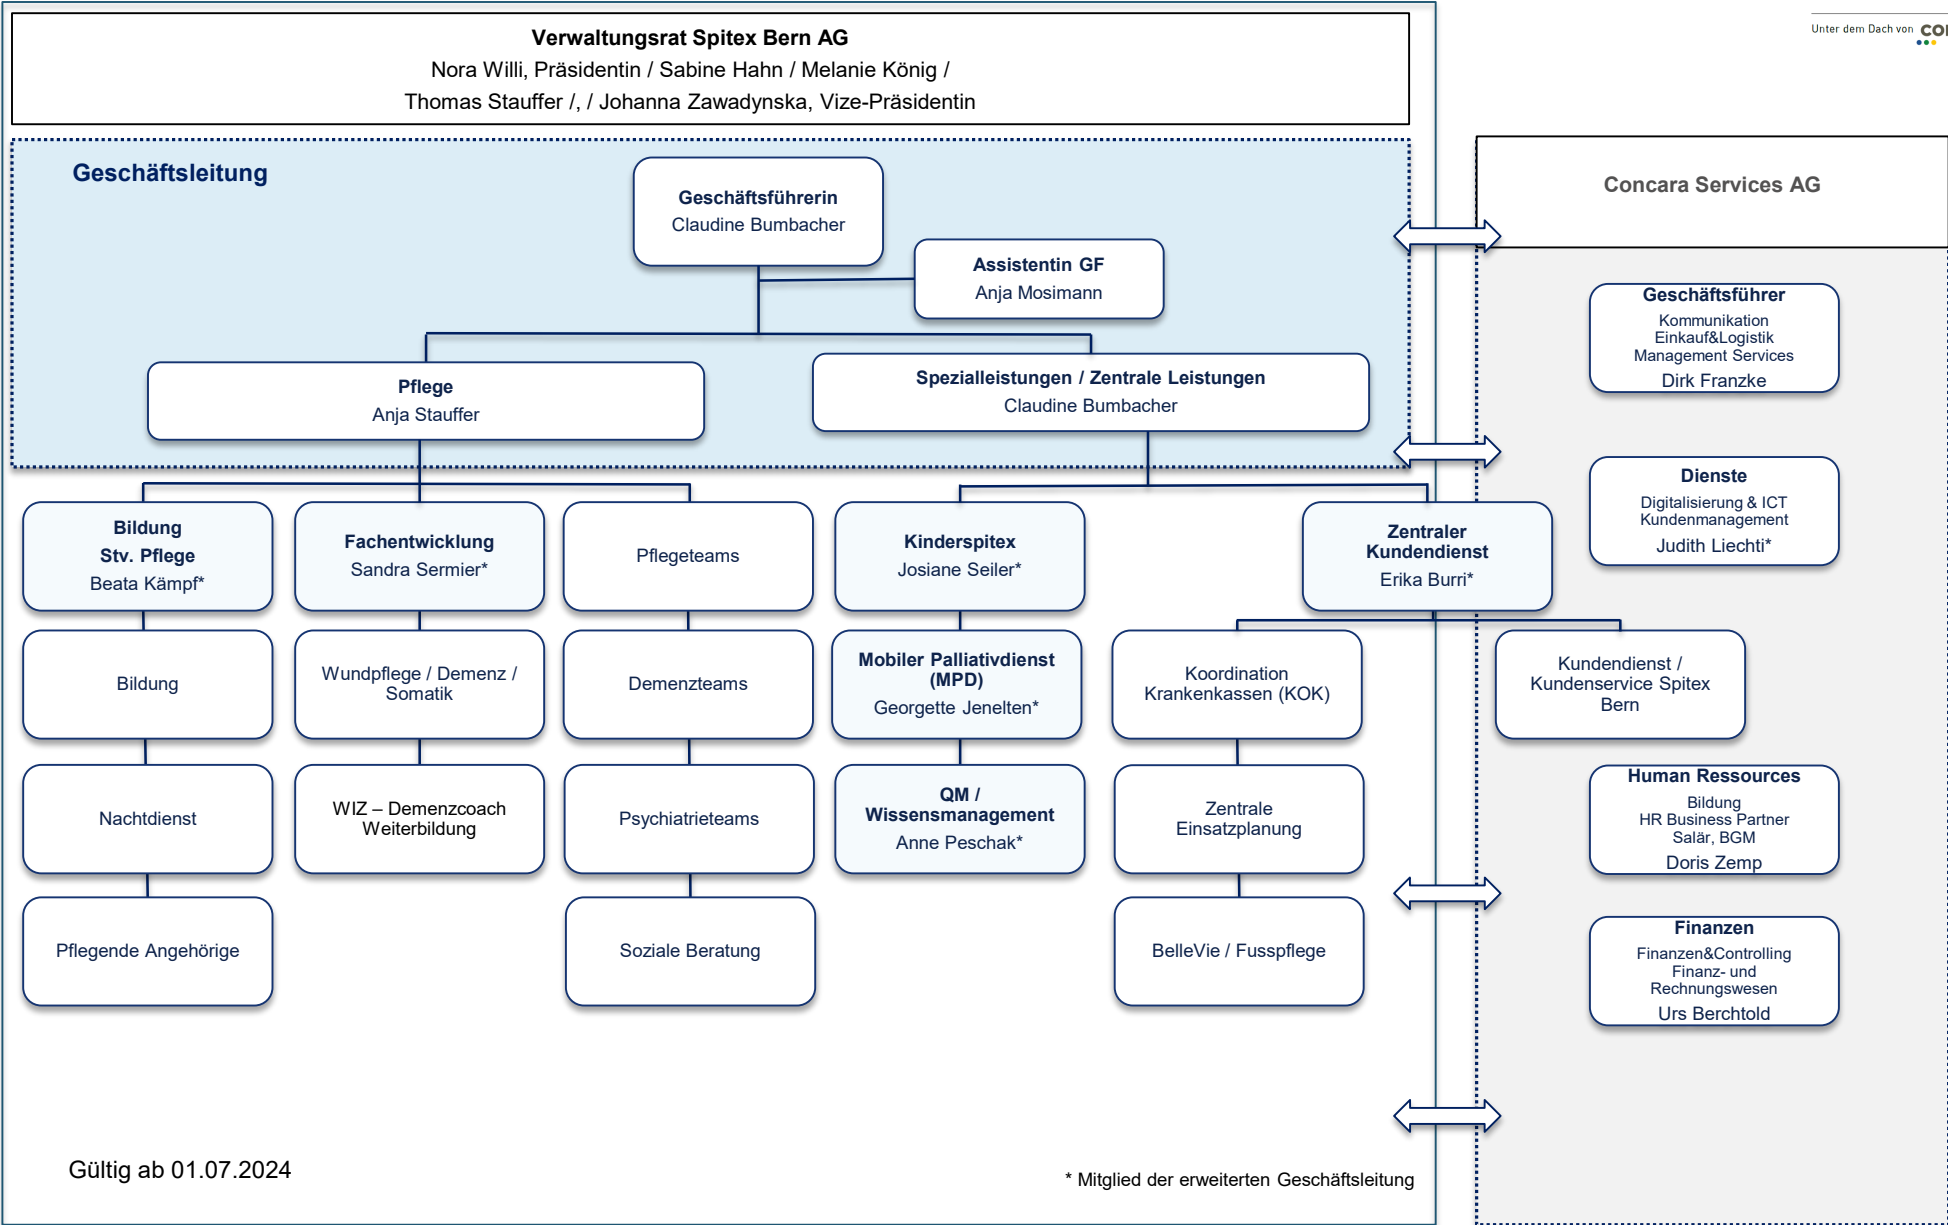 Verwaltungsrat Spitex Bern AG
Nora Willi, Präsidentin / Sabine Hahn / Melanie König /
Thomas Stauffer /, / Johanna Zawadynska, Vize-Präsidentin
Unter dem Dach von
Geschäftsleitung
Geschäftsführerin
Claudine Bumbacher
Assistentin GF
Anja Mosimann
Pflege
Anja Stauffer
Spezialleistungen / Zentrale Leistungen
Claudine Bumbacher
Bildung
Stv. Pflege
Beata Kämpf*
Fachentwicklung
Sandra Sermier*
Pflegeteams
Kinderspitex
Josiane Seiler*
Zentraler
Kundendienst
Erika Burri*
Bildung
Wundpflege / Demenz /
Somatik
Demenzteams
Mobiler Palliativdienst
(MPD)
Georgette Jenelten*
Koordination
Krankenkassen (KOK)
Kundendienst /
Kundenservice Spitex
Bern
Nachtdienst
WIZ – Demenzcoach
Weiterbildung
Psychiatrieteams
QM /
Wissensmanagement
Anne Peschak*
Zentrale
Einsatzplanung
Pflegende Angehörige
Soziale Beratung
BelleVie / Fusspflege
Concara Services AG
Geschäftsführer
Kommunikation
Einkauf&Logistik
Management Services
Dirk Franzke
Dienste
Digitalisierung & ICT
Kundenmanagement
Judith Liechti*
Human Ressources
Bildung
HR Business Partner
Salär, BGM
Doris Zemp
Finanzen
Finanzen&Controlling
Finanz- und
Rechnungswesen
Urs Berchtold
Gültig ab 01.07.2024
* Mitglied der erweiterten Geschäftsleitung